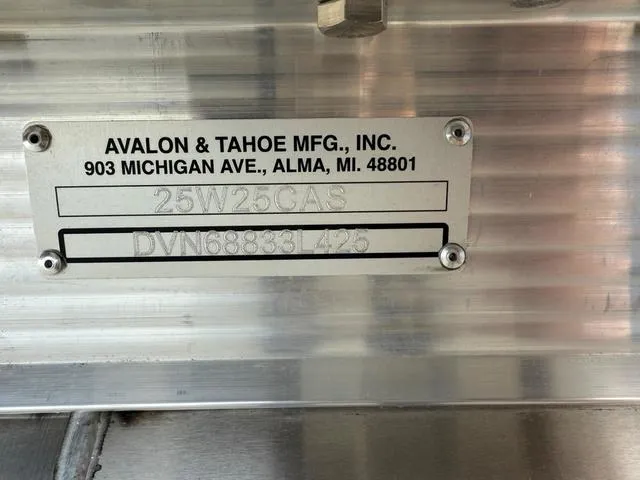 AVALON & TAHOE MFG., INC.
903 MICHIGAN AVE., ALMA, MI. 48801
25W25CAS
DVN68833L425